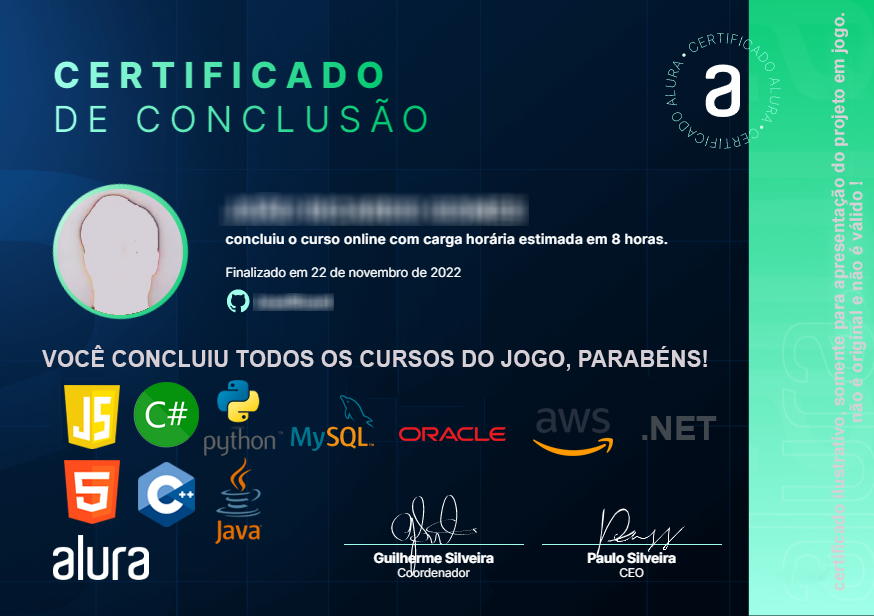 CERTIFICADO
DE CONCLUSÃO
CERTIFICADO ALURA • CERTIFICADO ALURA •
a
concluiu o curso online com carga horária estimada em 8 horas.
Finalizado em 22 de novembro de 2022
VOCÊ CONCLUIU TODOS OS CURSOS DO JOGO, PARABÉNS!
JS
C#
python
MySQL
ORACLE
aws
.NET
5
C++
Java
alura
Guilherme Silveira
Coordenador
Paulo Silveira
CEO
certificado ilustrativo, somente para apresentação do projeto em jogo.
não é original e não é válido !
alura